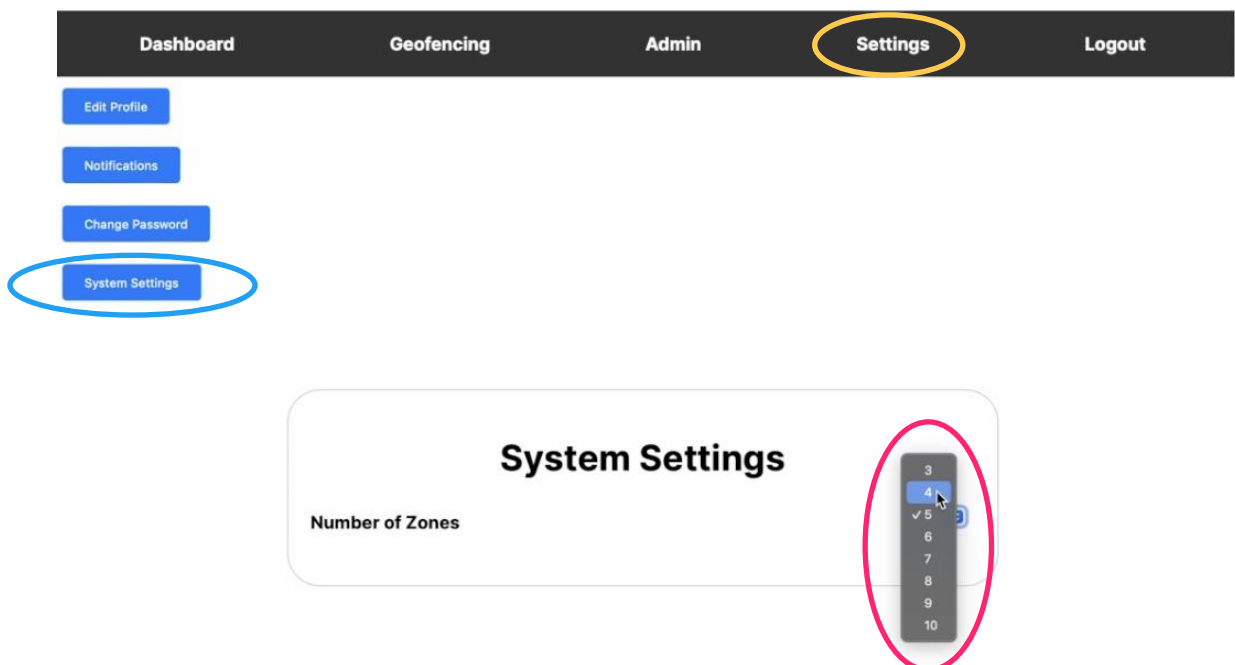 Dashboard Geofencing Admin Settings Logout
Edit Profile
Notifications
Change Password
System Settings
System Settings
Number of Zones
3
4
✓ 5
6
7
8
9
10